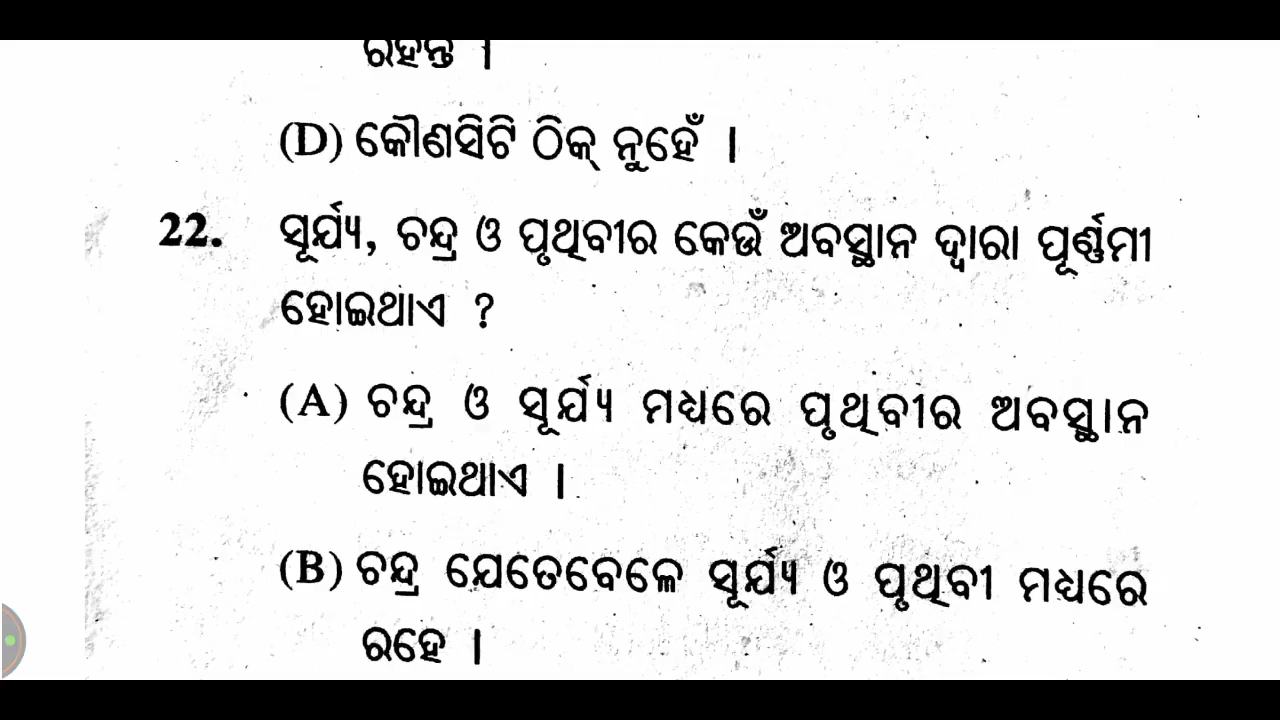 ରହନ୍ତି ।
(D) କୌଣସିଟି ଠିକ୍ ନୁହେଁ ।
22. ସୂର୍ଯ୍ୟ, ଚନ୍ଦ୍ର ଓ ପୃଥିବୀର କେଉଁ ଅବସ୍ଥାନ ଦ୍ୱାରା ପୂର୍ଣ୍ଣମୀ
ହୋଇଥାଏ ?
(A) ଚନ୍ଦ୍ର ଓ ସୂର୍ଯ୍ୟ ମଧ୍ୟରେ ପୃଥିବୀର ଅବସ୍ଥାନ
ହୋଇଥାଏ ।
(B) ଚନ୍ଦ୍ର ଯେତେବେଳେ ସୂର୍ଯ୍ୟ ଓ ପୃଥିବୀ ମଧ୍ୟରେ
ରହେ ।